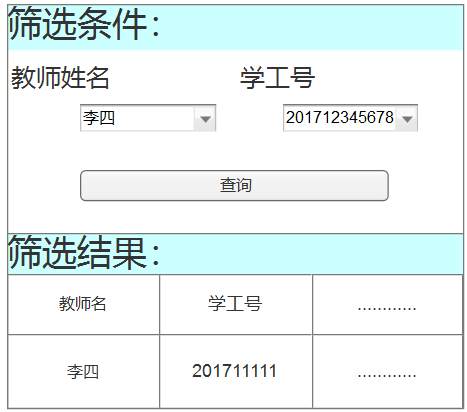 筛选条件：
教师姓名 学工号
李四 201712345678
查询
筛选结果：
教师名 学工号 …………
李四 201711111 …………